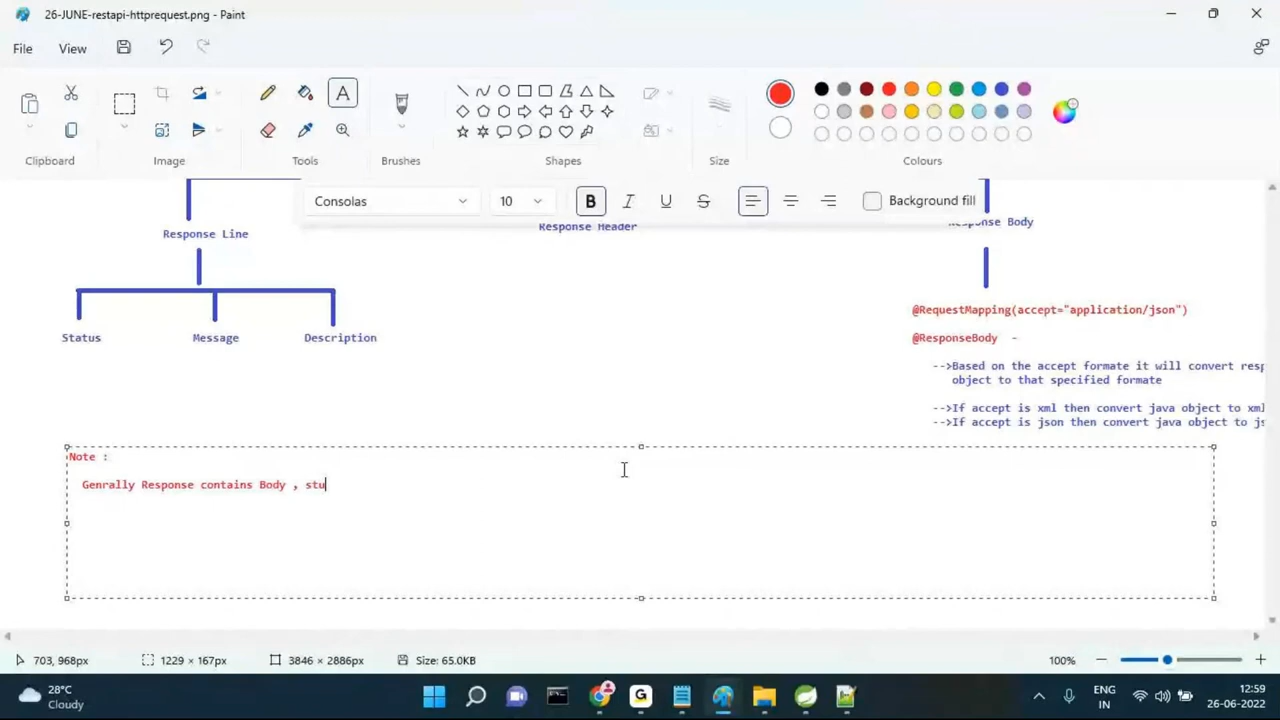 26-JUNE-restapi-httprequest.png - Paint
File View
Clipboard Image Tools Brushes Shapes Size Colours
Consolas 10 B I U S Background fill
Response Line
Response Header
Response Body
Status Message Description
@RequestMapping(accept="application/json")
@ResponseBody -
-->Based on the accept formate it will convert resp
object to that specified formate
-->If accept is xml then convert java object to xml
-->If accept is json then convert java object to js
Note :
Genrally Response contains Body , stu
703, 968px 1229 × 167px 3846 × 2886px Size: 65.0KB 100%
28°C
Cloudy
ENG
IN
12:59
26-06-2022